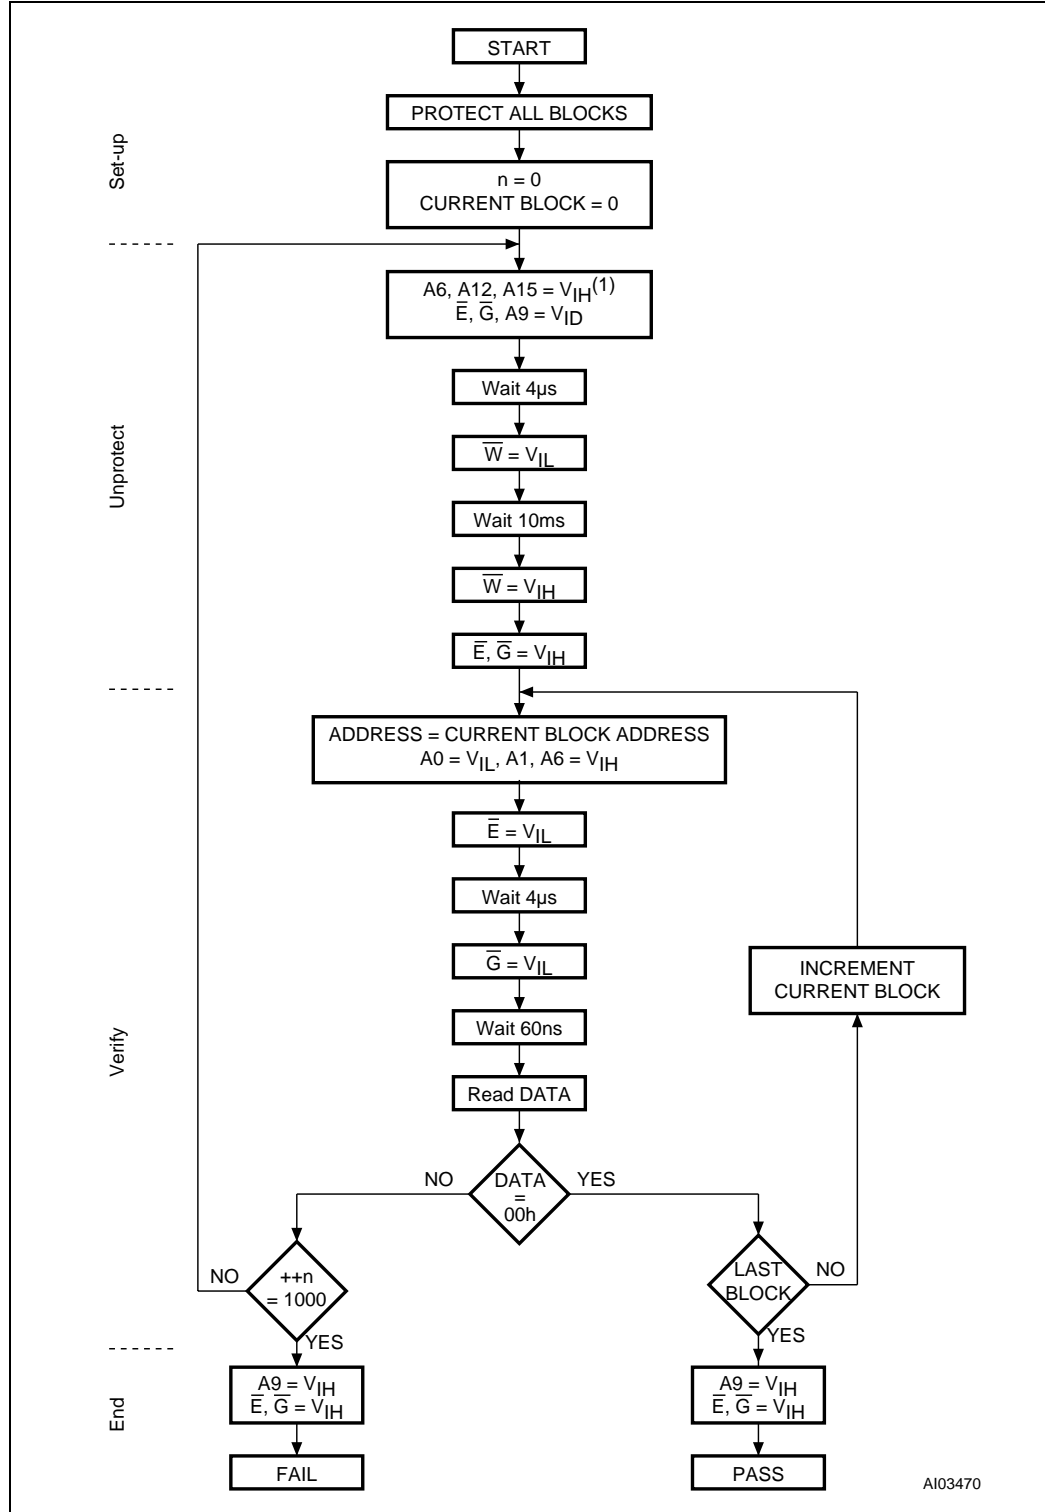 START
PROTECT ALL BLOCKS
Set-up
n = 0
CURRENT BLOCK = 0
A6, A12, A15 = VIH(1)
E̅, G̅, A9 = VID
Wait 4µs
W̅ = VIL
Unprotect
Wait 10ms
W̅ = VIH
E̅, G̅ = VIH
ADDRESS = CURRENT BLOCK ADDRESS
A0 = VIL, A1, A6 = VIH
E̅ = VIL
Wait 4µs
G̅ = VIL
INCREMENT
CURRENT BLOCK
Wait 60ns
Verify
Read DATA
NO
DATA
=
00h
YES
NO
++n
= 1000
LAST
BLOCK
NO
YES
YES
End
A9 = VIH
E̅, G̅ = VIH
A9 = VIH
E̅, G̅ = VIH
FAIL
PASS
AI03470